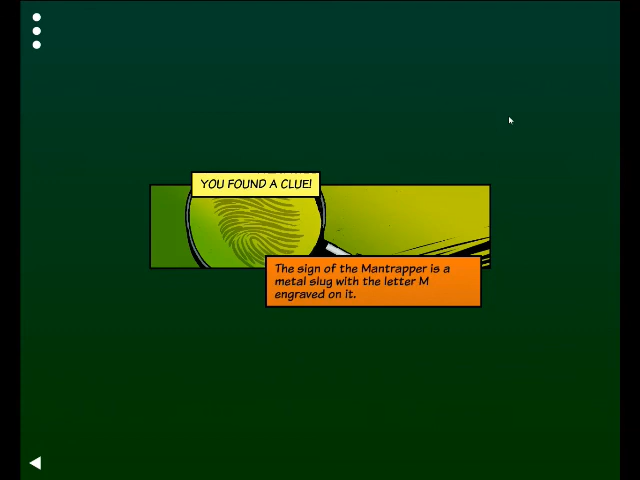 YOU FOUND A CLUE!
The sign of the Mantrapper is a
metal slug with the letter M
engraved on it.